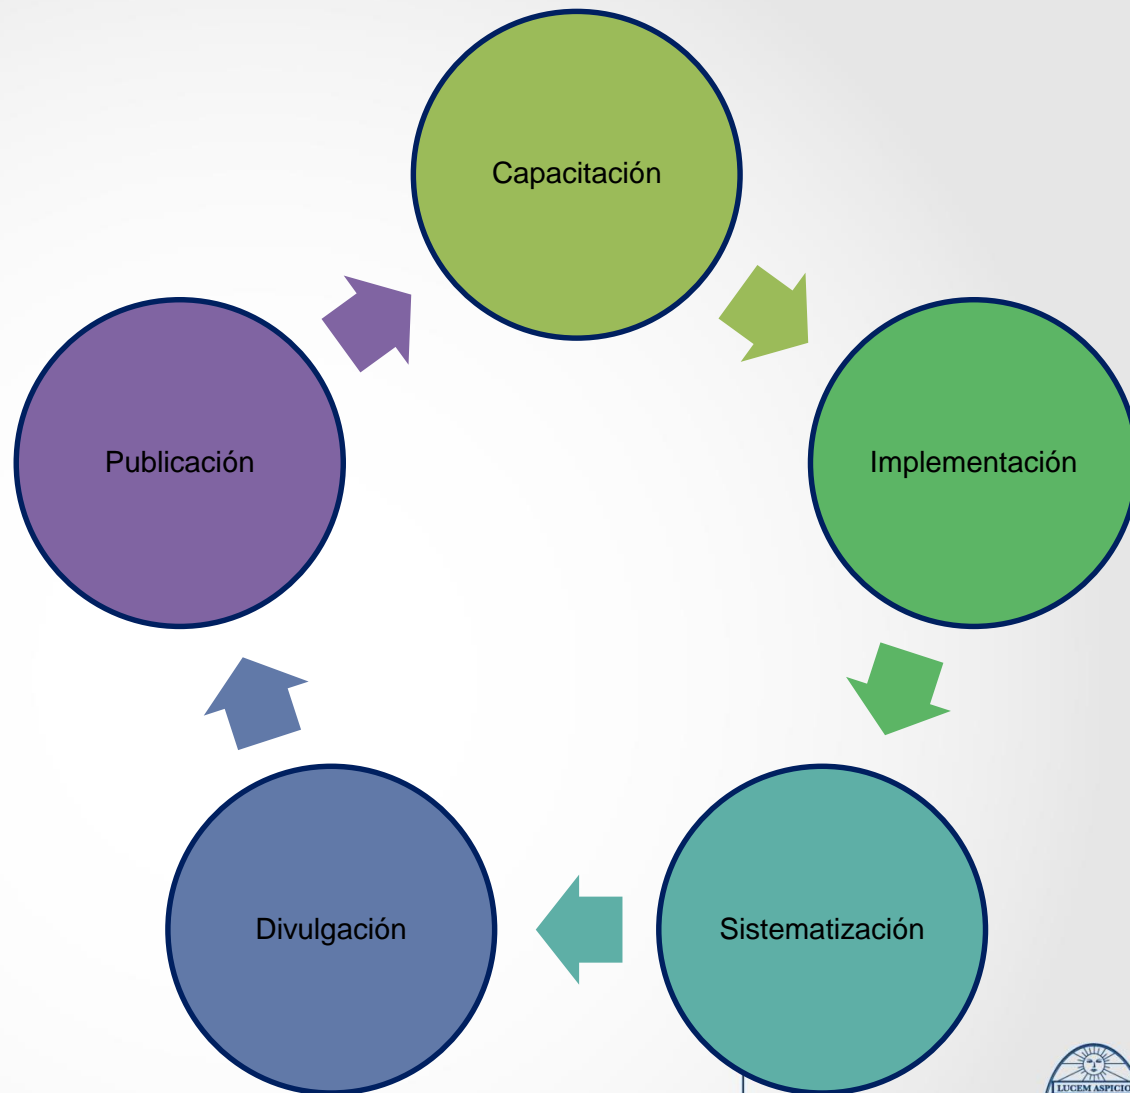 Capacitación
Implementación
Sistematización
Divulgación
Publicación
LUCEM ASPICIO